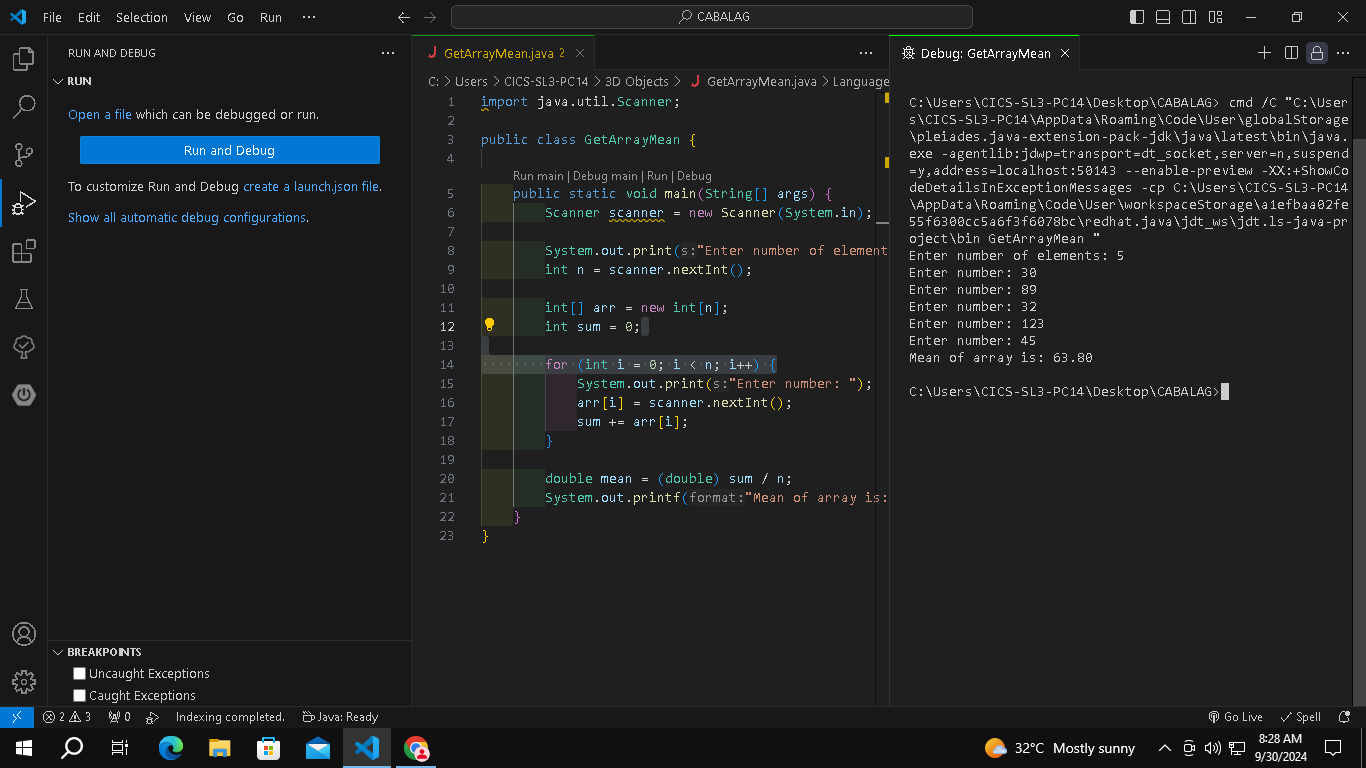 File Edit Selection View Go Run ··· CABALAG
RUN AND DEBUG
RUN
Open a file which can be debugged or run.
Run and Debug
To customize Run and Debug create a launch.json file.
Show all automatic debug configurations.
BREAKPOINTS
Uncaught Exceptions
Caught Exceptions
GetArrayMean.java 2
C: > Users > CICS-SL3-PC14 > 3D Objects > GetArrayMean.java > Language
1 import java.util.Scanner;
2
3 public class GetArrayMean {
4
Run main | Debug main | Run | Debug
5 public static void main(String[] args) {
6 Scanner scanner = new Scanner(System.in);
7
8 System.out.print(s:"Enter number of element
9 int n = scanner.nextInt();
10
11 int[] arr = new int[n];
12 int sum = 0;
13
14 for (int i = 0; i < n; i++) {
15 System.out.print(s:"Enter number: ");
16 arr[i] = scanner.nextInt();
17 sum += arr[i];
18 }
19
20 double mean = (double) sum / n;
21 System.out.printf(format:"Mean of array is:
22 }
23 }
Debug: GetArrayMean
C:\Users\CICS-SL3-PC14\Desktop\CABALAG> cmd /C "C:\User
s\CICS-SL3-PC14\AppData\Roaming\Code\User\globalStorage
\pleiades.java-extension-pack-jdk\java\latest\bin\java.
exe -agentlib:jdwp=transport=dt_socket,server=n,suspend
=y,address=localhost:50143 --enable-preview -XX:+ShowCo
deDetailsInExceptionMessages -cp C:\Users\CICS-SL3-PC14
\AppData\Roaming\Code\User\workspaceStorage\a1efbaa02fe
55f6300cc5a6f3f6078bc\redhat.java\jdt_ws\jdt.ls-java-pr
oject\bin GetArrayMean "
Enter number of elements: 5
Enter number: 30
Enter number: 89
Enter number: 32
Enter number: 123
Enter number: 45
Mean of array is: 63.80
C:\Users\CICS-SL3-PC14\Desktop\CABALAG>
2 3 0 Indexing completed. Java: Ready Go Live Spell
32°C Mostly sunny
8:28 AM
9/30/2024